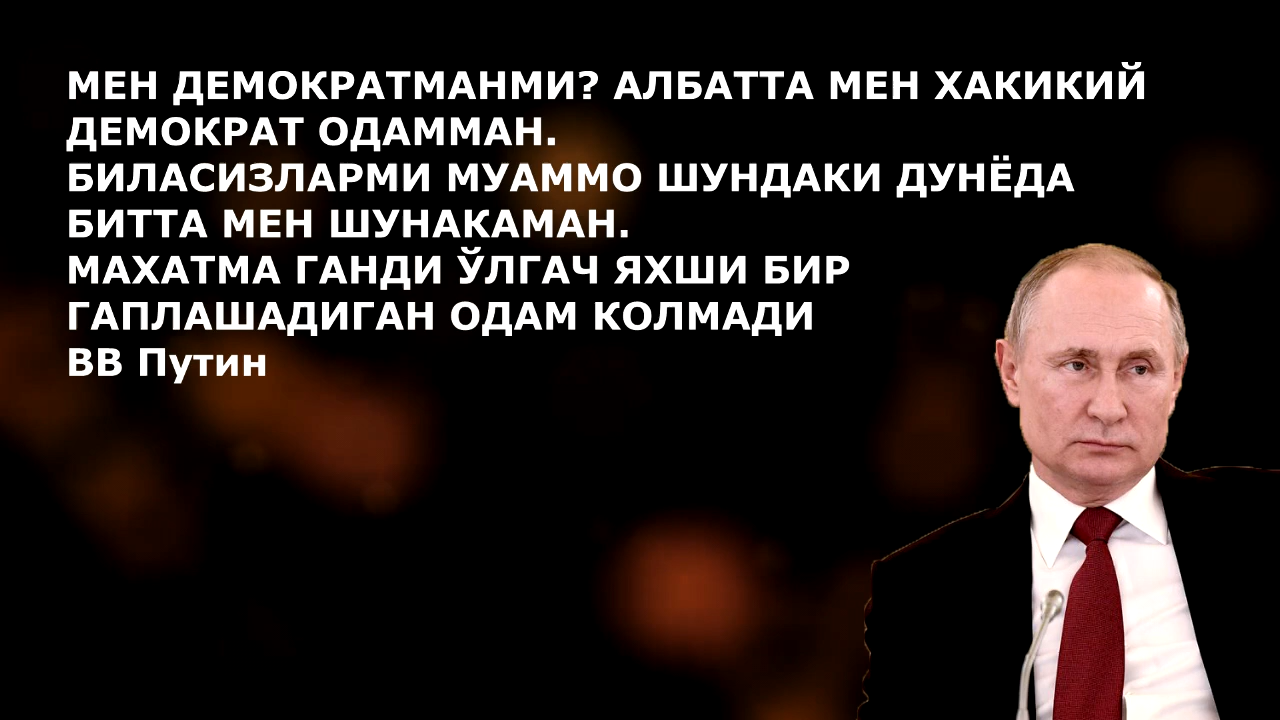 МЕН ДЕМОКРАТМАНМИ? АЛБАТТА МЕН ХАКИКИЙ
ДЕМОКРАТ ОДАММАН.
БИЛАСИЗЛАРМИ МУАММО ШУНДАКИ ДУНЁДА
БИТТА МЕН ШУНАКАМАН.
МАХАТМА ГАНДИ ЎЛГАЧ ЯХШИ БИР
ГАПЛАШАДИГАН ОДАМ КОЛМАДИ
ВВ Путин